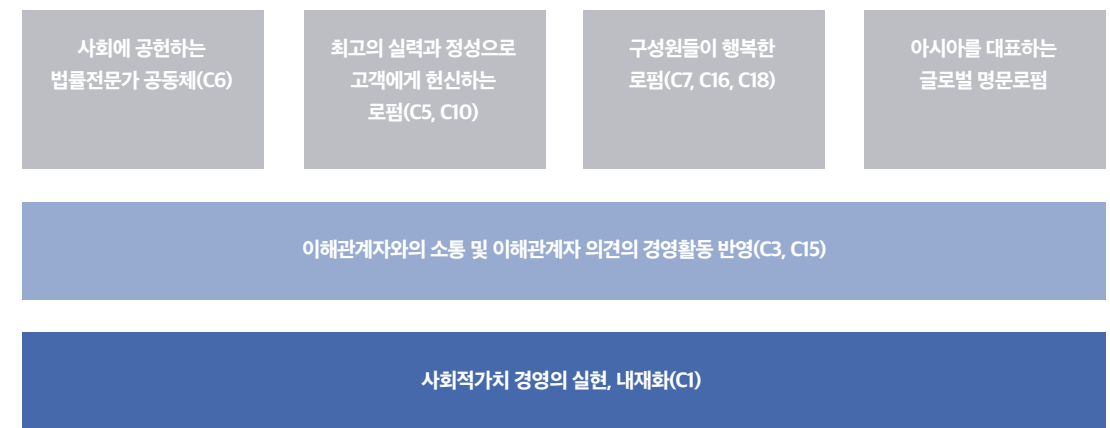 사회에 공헌하는
법률전문가 공동체(C6)
최고의 실력과 정성으로
고객에게 헌신하는
로펌(C5, C10)
구성원들이 행복한
로펌(C7, C16, C18)
아시아를 대표하는
글로벌 명문로펌
이해관계자와의 소통 및 이해관계자 의견의 경영활동 반영(C3, C15)
사회적가치 경영의 실현, 내재화(C1)